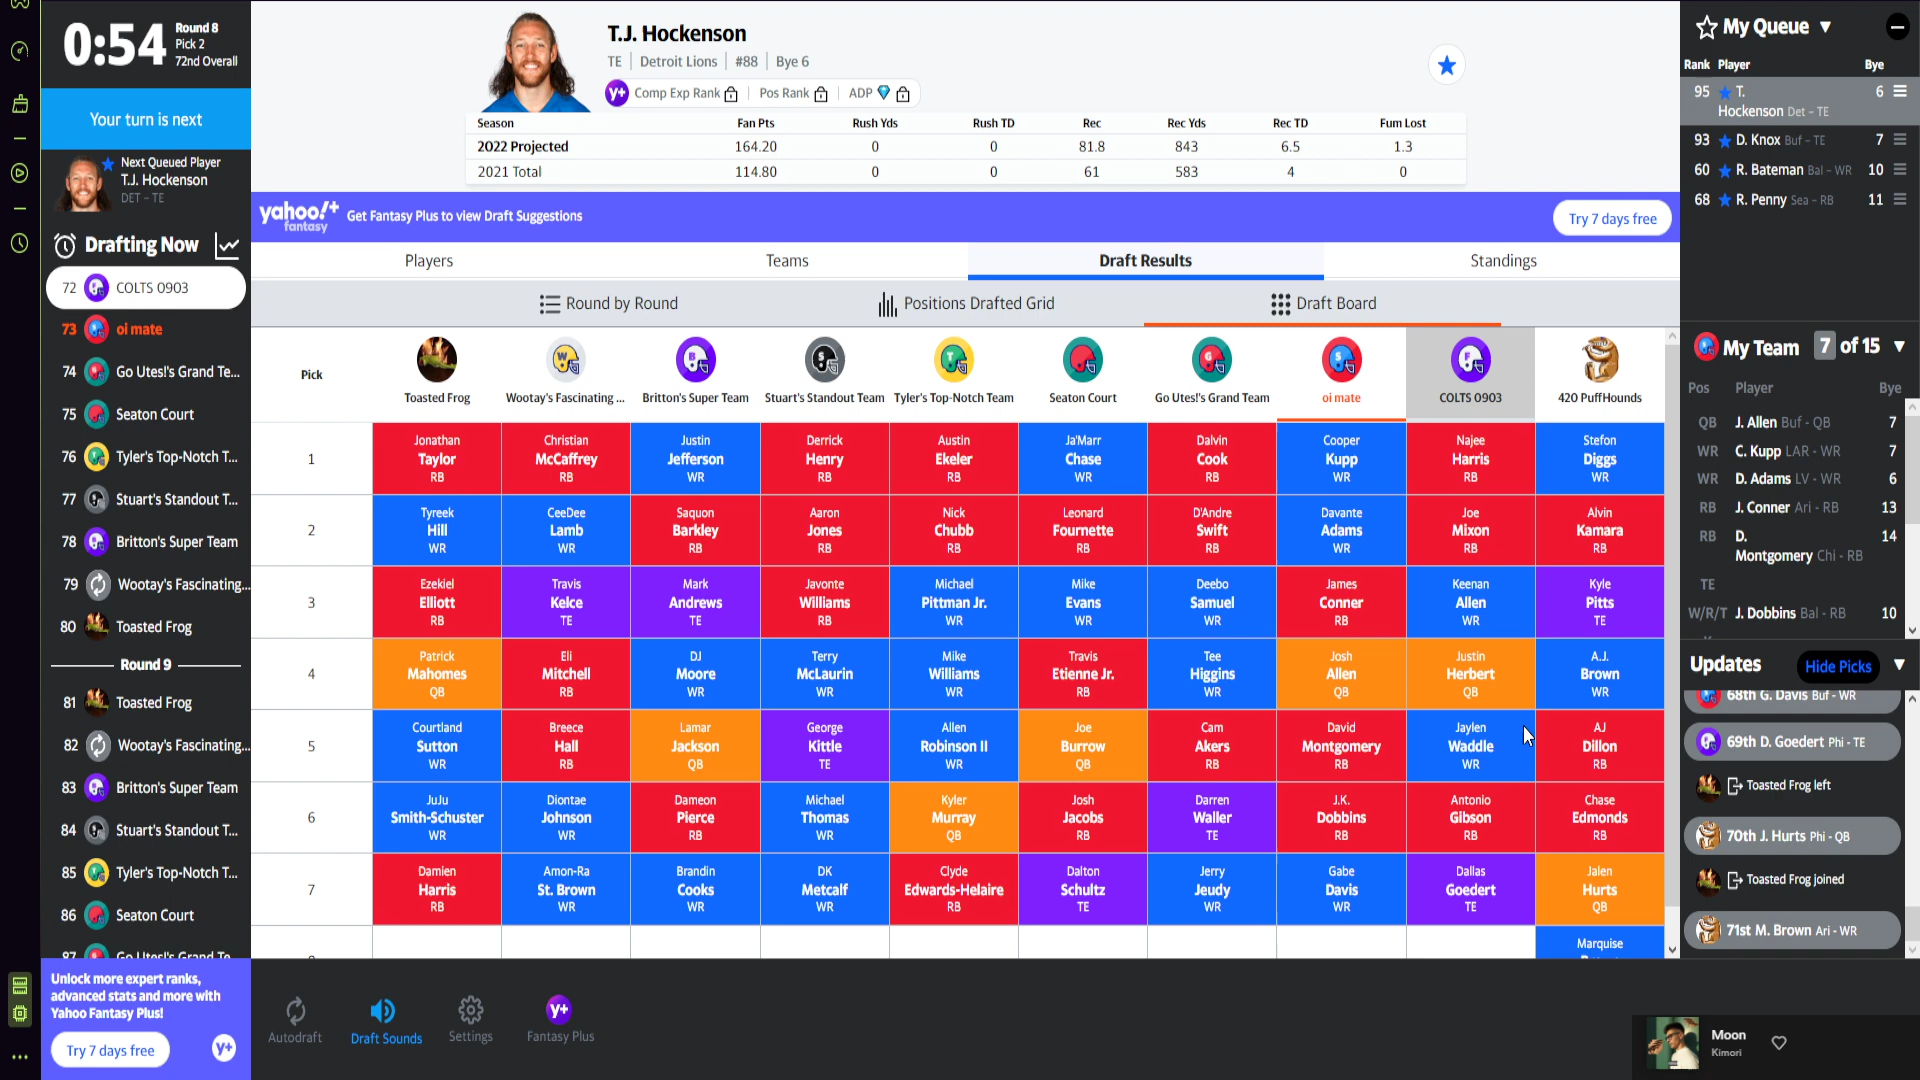 0:54
Round 8
Pick 2
72nd Overall
Your turn is next
Next Queued Player
T.J. Hockenson
DET - TE
Drafting Now
72 COLTS 0903
73 oi mate
74 Go Utes!'s Grand Te...
75 Seaton Court
76 Tyler's Top-Notch T...
77 Stuart's Standout T...
78 Britton's Super Team
79 Wootay's Fascinating...
80 Toasted Frog
Round 9
81 Toasted Frog
82 Wootay's Fascinating...
83 Britton's Super Team
84 Stuart's Standout T...
85 Tyler's Top-Notch T...
86 Seaton Court
87 Go Utes!'s Grand Te...
Unlock more expert ranks,
advanced stats and more with
Yahoo Fantasy Plus!
Try 7 days free y+
T.J. Hockenson
TE Detroit Lions #88 Bye 6
y+ Comp Exp Rank Pos Rank ADP
Season Fan Pts Rush Yds Rush TD Rec Rec Yds Rec TD Fum Lost
2022 Projected 164.20 0 0 81.8 843 6.5 1.3
2021 Total 114.80 0 0 61 583 4 0
yahoo!+
fantasy
Get Fantasy Plus to view Draft Suggestions
Try 7 days free
Players Teams Draft Results Standings
Round by Round Positions Drafted Grid Draft Board
Pick Toasted Frog Wootay's Fascinating ... Britton's Super Team Stuart's Standout Team Tyler's Top-Notch Team Seaton Court Go Utes!'s Grand Team oi mate COLTS 0903 420 PuffHounds
Jonathan Christian Justin Derrick Austin Ja'Marr Dalvin Cooper Najee Stefon
1 Taylor McCaffrey Jefferson Henry Ekeler Chase Cook Kupp Harris Diggs
RB RB WR RB RB WR RB WR RB WR
Tyreek CeeDee Saquon Aaron Nick Leonard D'Andre Davante Joe Alvin
2 Hill Lamb Barkley Jones Chubb Fournette Swift Adams Mixon Kamara
WR WR RB RB RB RB RB WR RB RB
Ezekiel Travis Mark Javonte Michael Mike Deebo James Keenan Kyle
3 Elliott Kelce Andrews Williams Pittman Jr. Evans Samuel Conner Allen Pitts
RB TE TE RB WR WR WR RB WR TE
Patrick Eli DJ Terry Mike Travis Tee Josh Justin A.J.
4 Mahomes Mitchell Moore McLaurin Williams Etienne Jr. Higgins Allen Herbert Brown
QB RB WR WR WR RB WR QB QB WR
Courtland Breece Lamar George Allen Joe Cam David Jaylen AJ
5 Sutton Hall Jackson Kittle Robinson II Burrow Akers Montgomery Waddle Dillon
WR RB QB TE WR QB RB RB WR RB
JuJu Diontae Dameon Michael Kyler Josh Darren J.K. Antonio Chase
6 Smith-Schuster Johnson Pierce Thomas Murray Jacobs Waller Dobbins Gibson Edmonds
WR WR RB WR QB RB TE RB RB RB
Damien Amon-Ra Brandin DK Clyde Dalton Jerry Gabe Dallas Jalen
7 Harris St. Brown Cooks Metcalf Edwards-Helaire Schultz Jeudy Davis Goedert Hurts
RB WR WR WR RB TE WR WR TE QB
Marquise
Autodraft Draft Sounds Settings y+ Fantasy Plus
My Queue
Rank Player Bye
95 T. 6
Hockenson Det - TE
93 D. Knox Buf - TE 7
60 R. Bateman Bal - WR 10
68 R. Penny Sea - RB 11
My Team 7 of 15
Pos Player Bye
QB J. Allen Buf - QB 7
WR C. Kupp LAR - WR 7
WR D. Adams LV - WR 6
RB J. Conner Ari - RB 13
RB D. 14
Montgomery Chi - RB
TE
W/R/T J. Dobbins Bal - RB 10
Updates Hide Picks
68th G. Davis Buf - WR
69th D. Goedert Phi - TE
Toasted Frog left
70th J. Hurts Phi - QB
Toasted Frog joined
71st M. Brown Ari - WR
Moon
Kimori